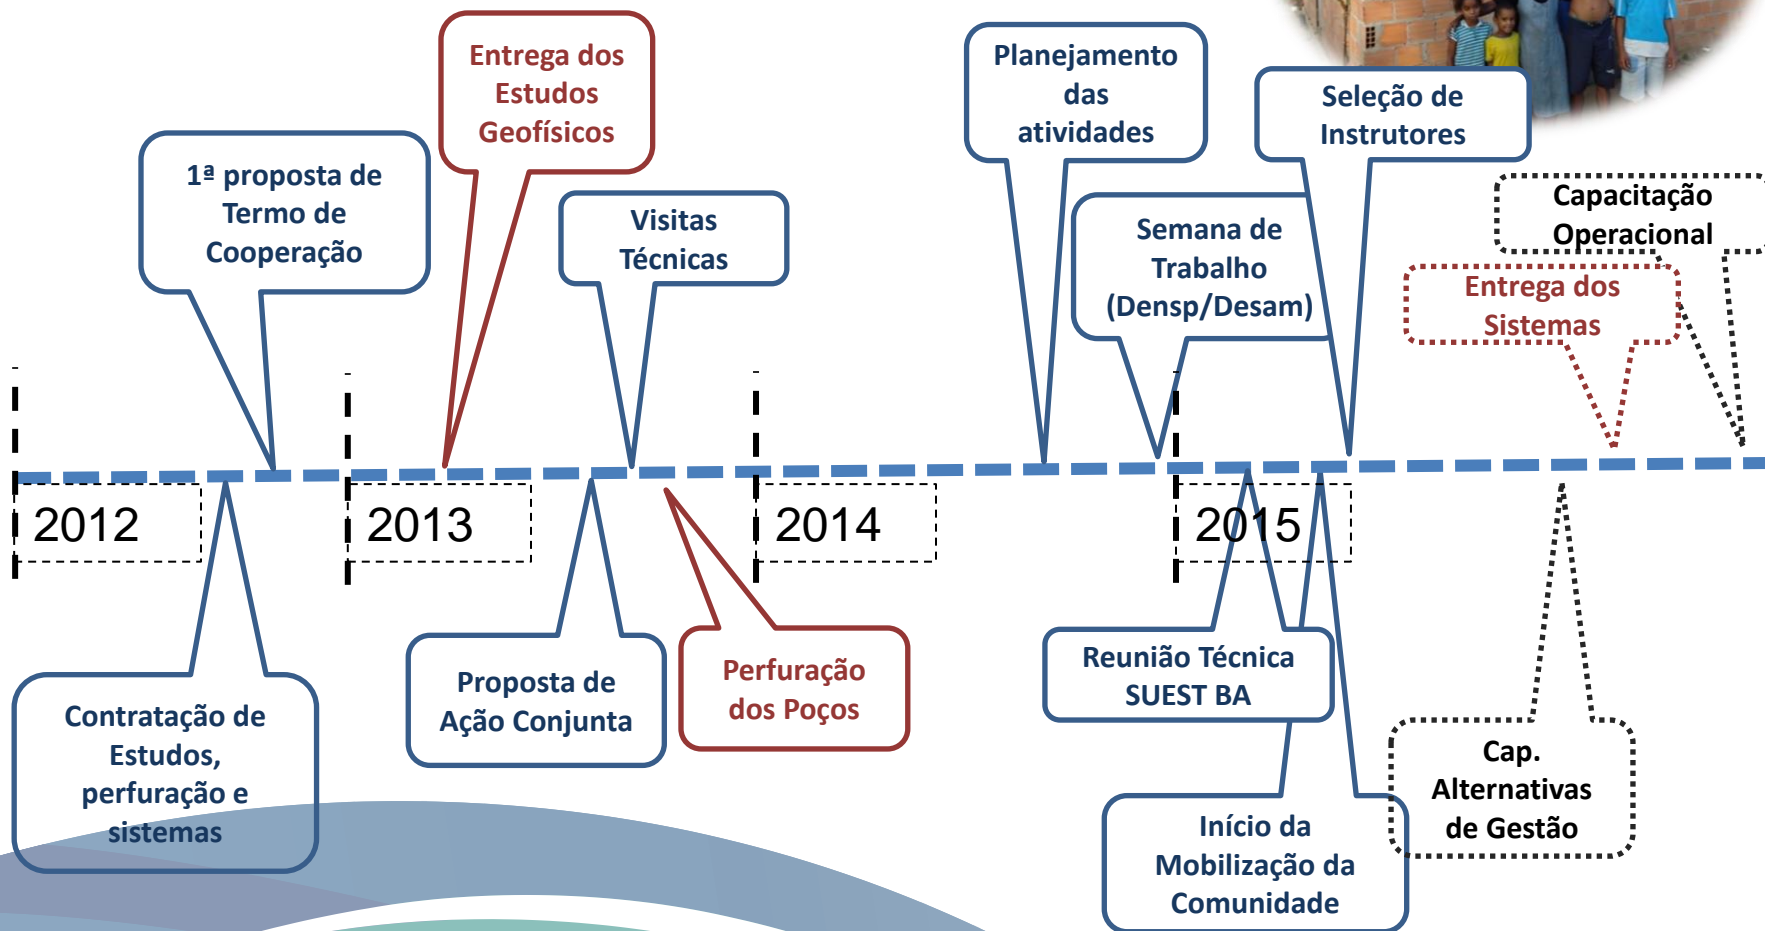 Entrega dos
Estudos
Geofísicos
Planejamento
das
atividades
Seleção de
Instrutores
1ª proposta de
Termo de
Cooperação
Visitas
Técnicas
Semana de
Trabalho
(Densp/Desam)
Capacitação
Operacional
Entrega dos
Sistemas
2012
2013
2014
2015
Contratação de
Estudos,
perfuração e
sistemas
Proposta de
Ação Conjunta
Perfuração
dos Poços
Reunião Técnica
SUEST BA
Início da
Mobilização da
Comunidade
Cap.
Alternativas
de Gestão